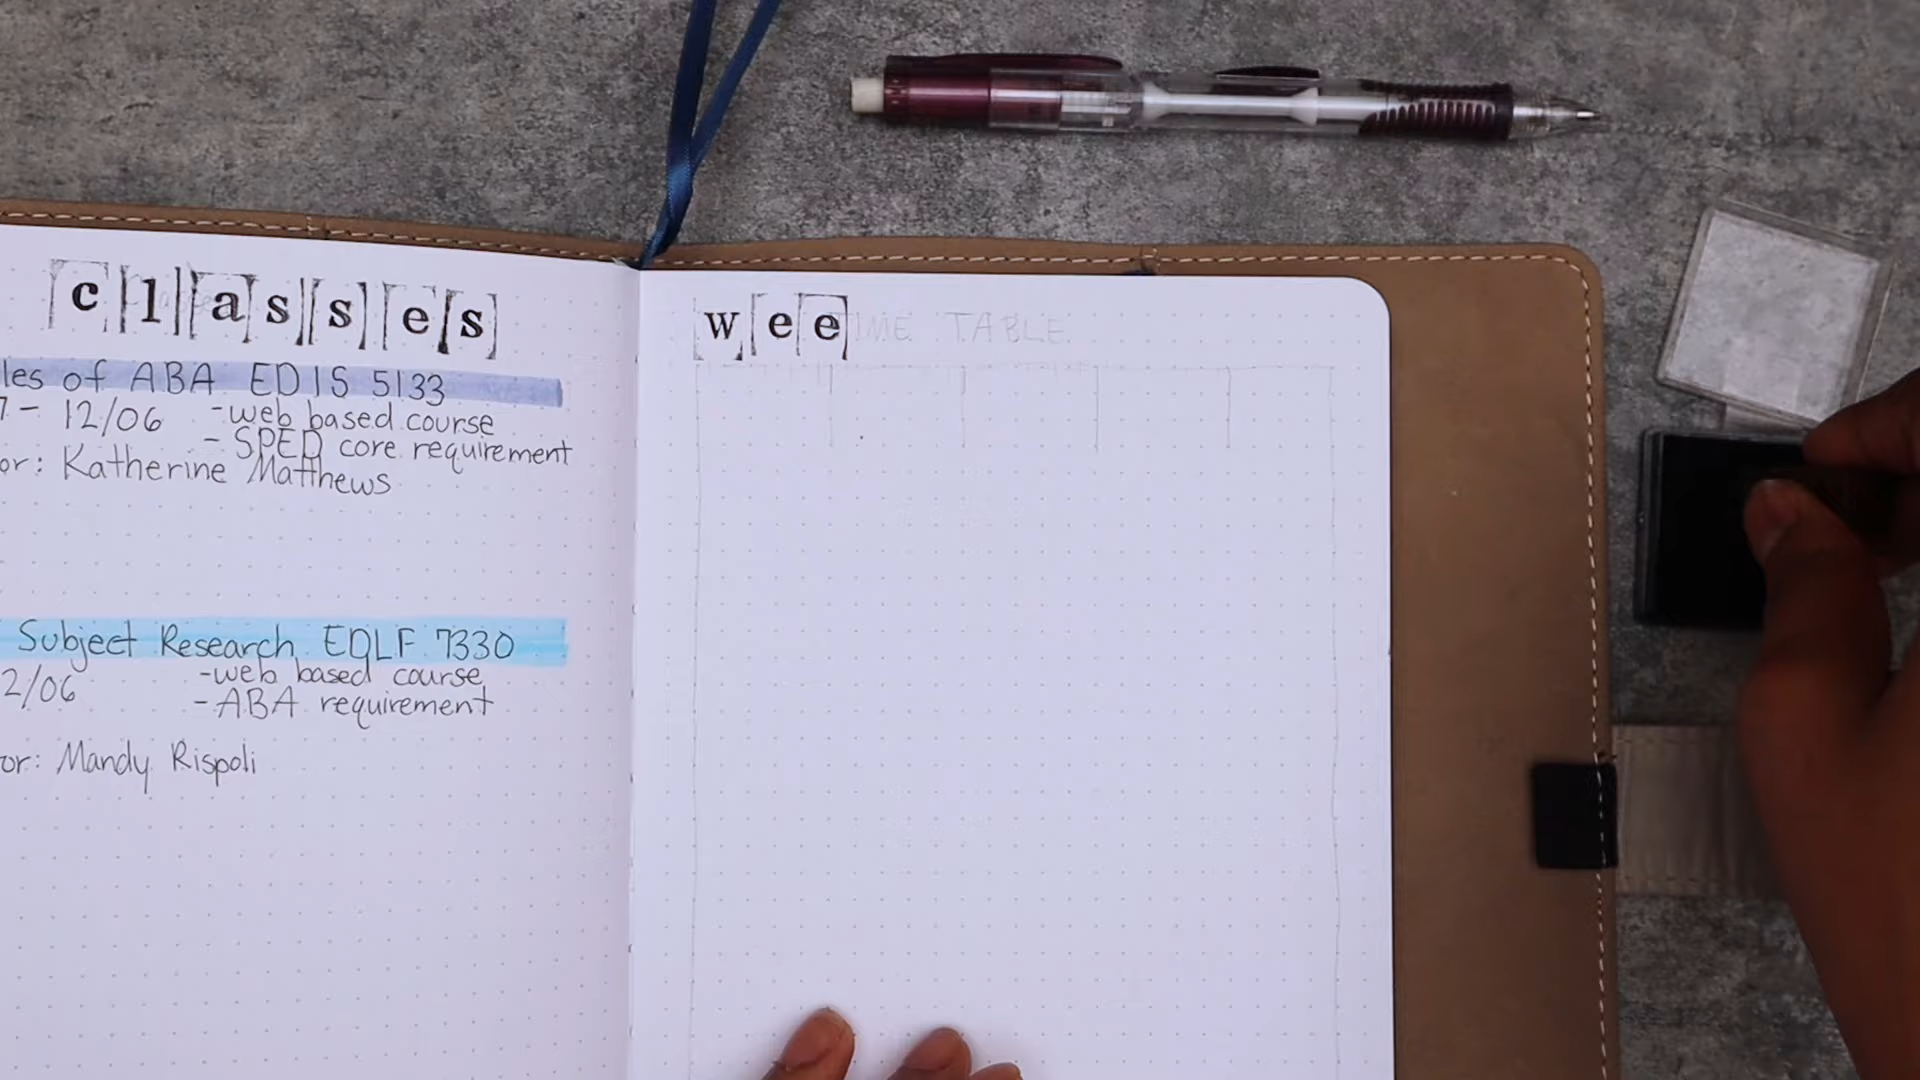 classes
les of ABA EDIS 5133
7 - 12/06 - web based course
- SPED core requirement
or: Katherine Matthews
Subject Research EDLF 7330
2/06 - web based course
- ABA requirement
or: Mandy Rispoli
wee
TIME TABLE